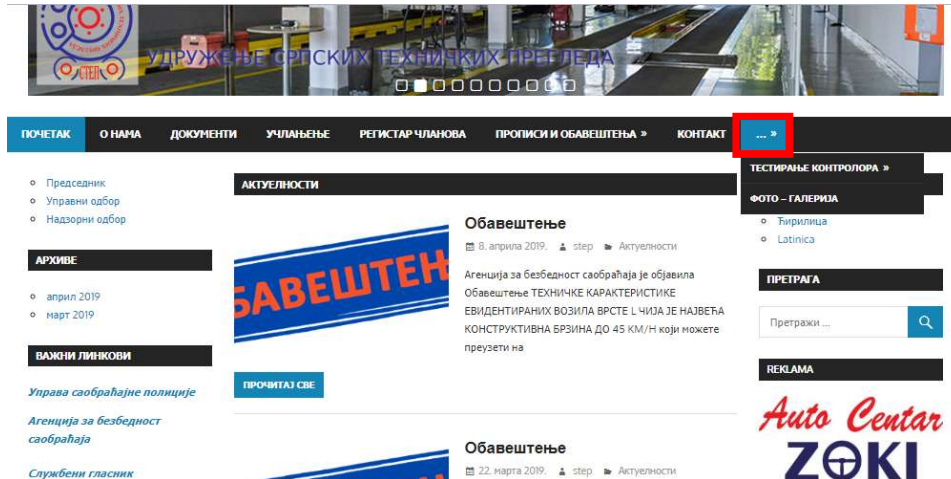 СТЕП
УДРУЖЕЊЕ СРПСКИХ ТЕХНИЧКИХ ПРЕГЛЕДА
ПОЧЕТАК О НАМА ДОКУМЕНТИ УЧЛАЊЕЊЕ РЕГИСТАР ЧЛАНОВА ПРОПИСИ И ОБАВЕШТЕЊА » КОНТАКТ ... »
ТЕСТИРАЊЕ КОНТРОЛОРА »
ФОТО – ГАЛЕРИЈА
Председник
Управни одбор
Надзорни одбор
АРХИВЕ
април 2019
март 2019
ВАЖНИ ЛИНКОВИ
Управа саобраћајне полиције
Агенција за безбедност
саобраћаја
Службени гласник
АКТУЕЛНОСТИ
БАВЕШТЕЊ
Обавештење
8. априла 2019. step Актуелности
Агенција за безбедност саобраћаја је објавила
Обавештење ТЕХНИЧКЕ КАРАКТЕРИСТИКЕ
ЕВИДЕНТИРАНИХ ВОЗИЛА ВРСТЕ L ЧИЈА ЈЕ НАЈВЕЋА
КОНСТРУКТИВНА БРЗИНА ДО 45 KM/H који можете
преузети на
ПРОЧИТАЈ СВЕ
Обавештење
22. марта 2019. step Актуелности
Ћирилица
Latinica
ПРЕТРАГА
Претражи ...
REKLAMA
Auto Centar
ZOKI